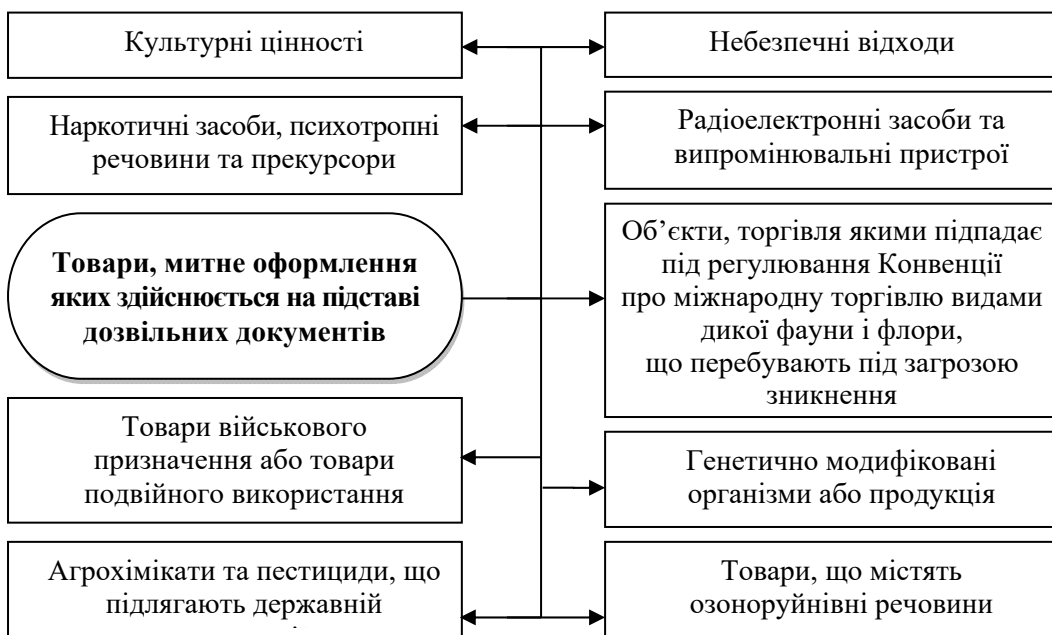 Культурні цінності
Небезпечні відходи
Наркотичні засоби, психотропні
речовини та прекурсори
Радіоелектронні засоби та
випромінювальні пристрої
Товари, митне оформлення
яких здійснюється на підставі
дозвільних документів
Об’єкти, торгівля якими підпадає
під регулювання Конвенції
про міжнародну торгівлю видами
дикої фауни і флори,
що перебувають під загрозою
зникнення
Товари військового
призначення або товари
подвійного використання
Генетично модифіковані
організми або продукція
Агрохімікати та пестициди, що
підлягають державній
Товари, що містять
озоноруйнівні речовини